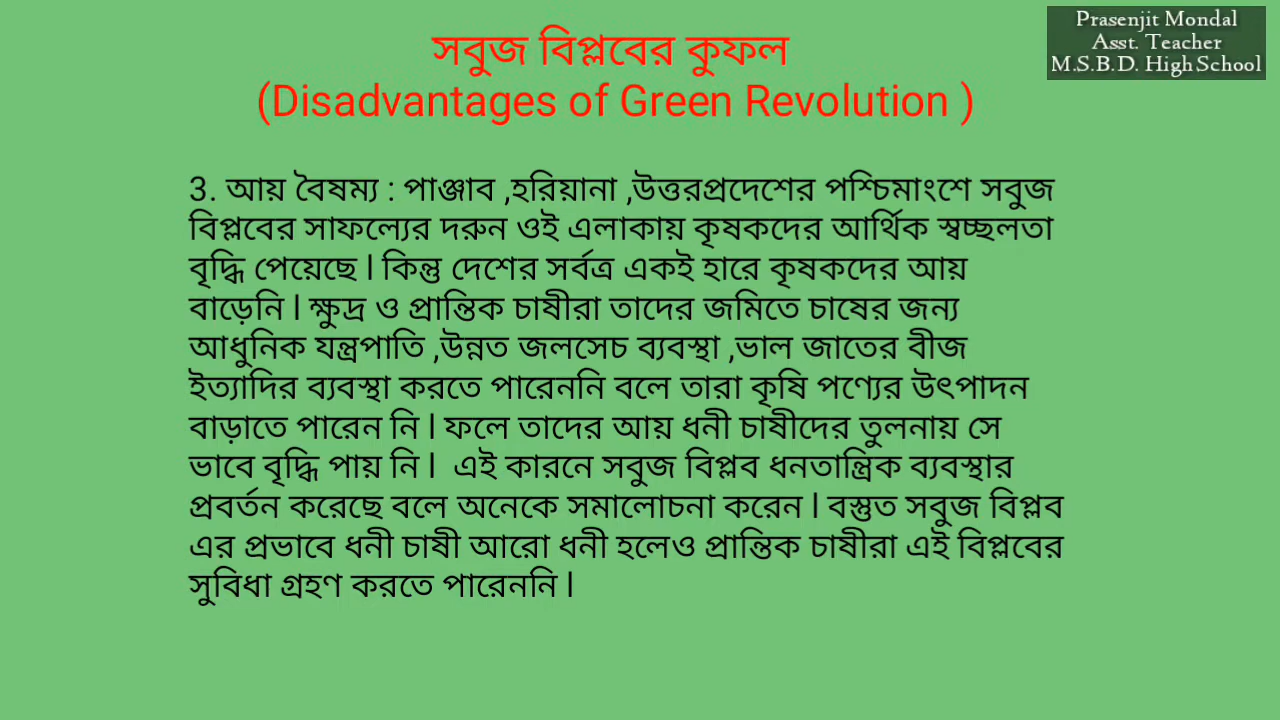 Prasenjit Mondal
Asst. Teacher
M.S.B.D. High School
সবুজ বিপ্লবের কুফল
(Disadvantages of Green Revolution )
3. আয় বৈষম্য : পাঞ্জাব ,হরিয়ানা ,উত্তরপ্রদেশের পশ্চিমাংশে সবুজ
বিপ্লবের সাফল্যের দরুন ওই এলাকায় কৃষকদের আর্থিক স্বচ্ছলতা
বৃদ্ধি পেয়েছে l কিন্তু দেশের সর্বত্র একই হারে কৃষকদের আয়
বাড়েনি l ক্ষুদ্র ও প্রান্তিক চাষীরা তাদের জমিতে চাষের জন্য
আধুনিক যন্ত্রপাতি ,উন্নত জলসেচ ব্যবস্থা ,ভাল জাতের বীজ
ইত্যাদির ব্যবস্থা করতে পারেননি বলে তারা কৃষি পণ্যের উৎপাদন
বাড়াতে পারেন নি l ফলে তাদের আয় ধনী চাষীদের তুলনায় সে
ভাবে বৃদ্ধি পায় নি l  এই কারনে সবুজ বিপ্লব ধনতান্ত্রিক ব্যবস্থার
প্রবর্তন করেছে বলে অনেকে সমালোচনা করেন l বস্তুত সবুজ বিপ্লব
এর প্রভাবে ধনী চাষী আরো ধনী হলেও প্রান্তিক চাষীরা এই বিপ্লবের
সুবিধা গ্রহণ করতে পারেননি l